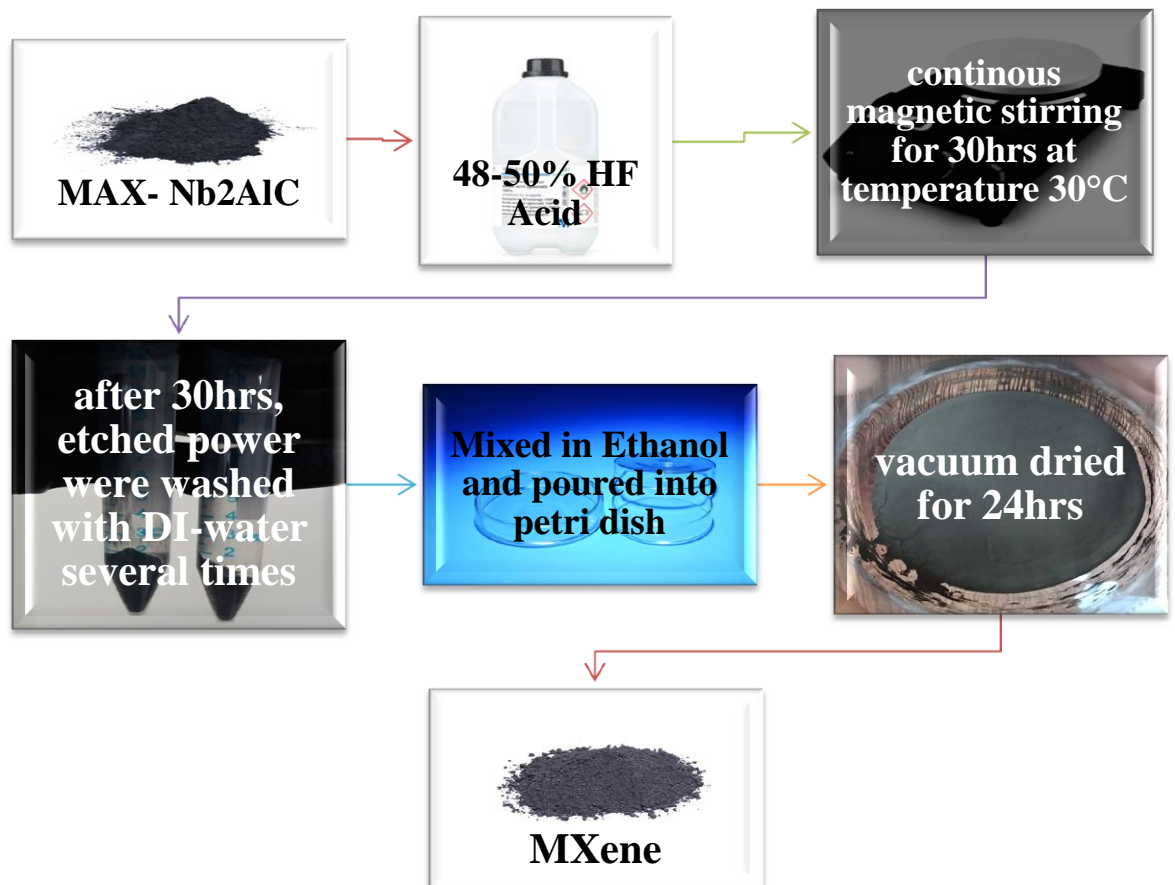 MAX- Nb2AlC
48-50% HF
Acid
continous
magnetic stirring
for 30hrs at
temperature 30°C
after 30hrs,
etched power
were washed
with DI-water
several times
Mixed in Ethanol
and poured into
petri dish
vacuum dried
for 24hrs
MXene